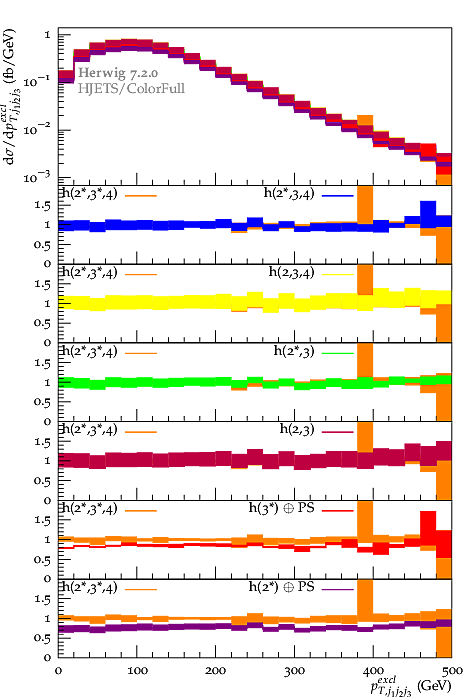 dσ/dp^{excl}_{T,j1j2j3} (fb/GeV)
1
10^{-1}
10^{-2}
10^{-3}
Herwig 7.2.0
HJETS/ColorFull
h(2*,3*,4) h(2*,3,4)
1.5
1
0.5
0
h(2*,3*,4) h(2,3,4)
1.5
1
0.5
0
h(2*,3*,4) h(2*,3)
1.5
1
0.5
0
h(2*,3*,4) h(2,3)
1.5
1
0.5
0
h(2*,3*,4) h(3*) ⊕ PS
1.5
1
0.5
0
h(2*,3*,4) h(2*) ⊕ PS
1.5
1
0.5
0
0 100 200 300 400 500
p^{excl}_{T,j1j2j3} (GeV)